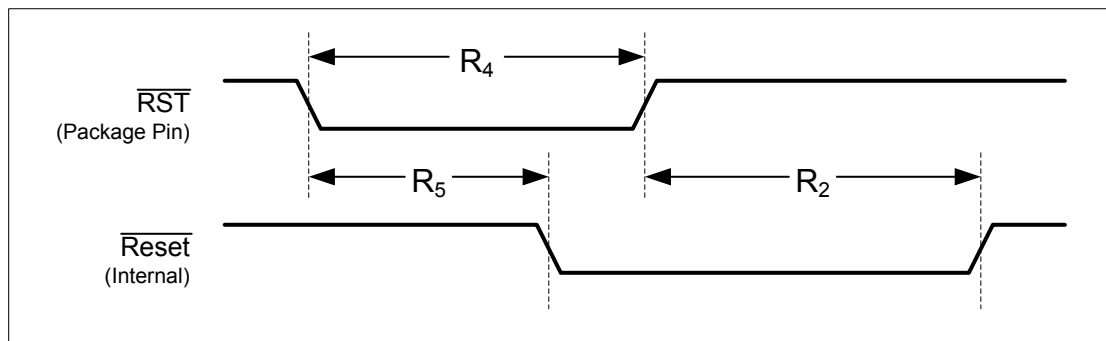 R₄
RST
(Package Pin)
R₅
R₂
Reset
(Internal)